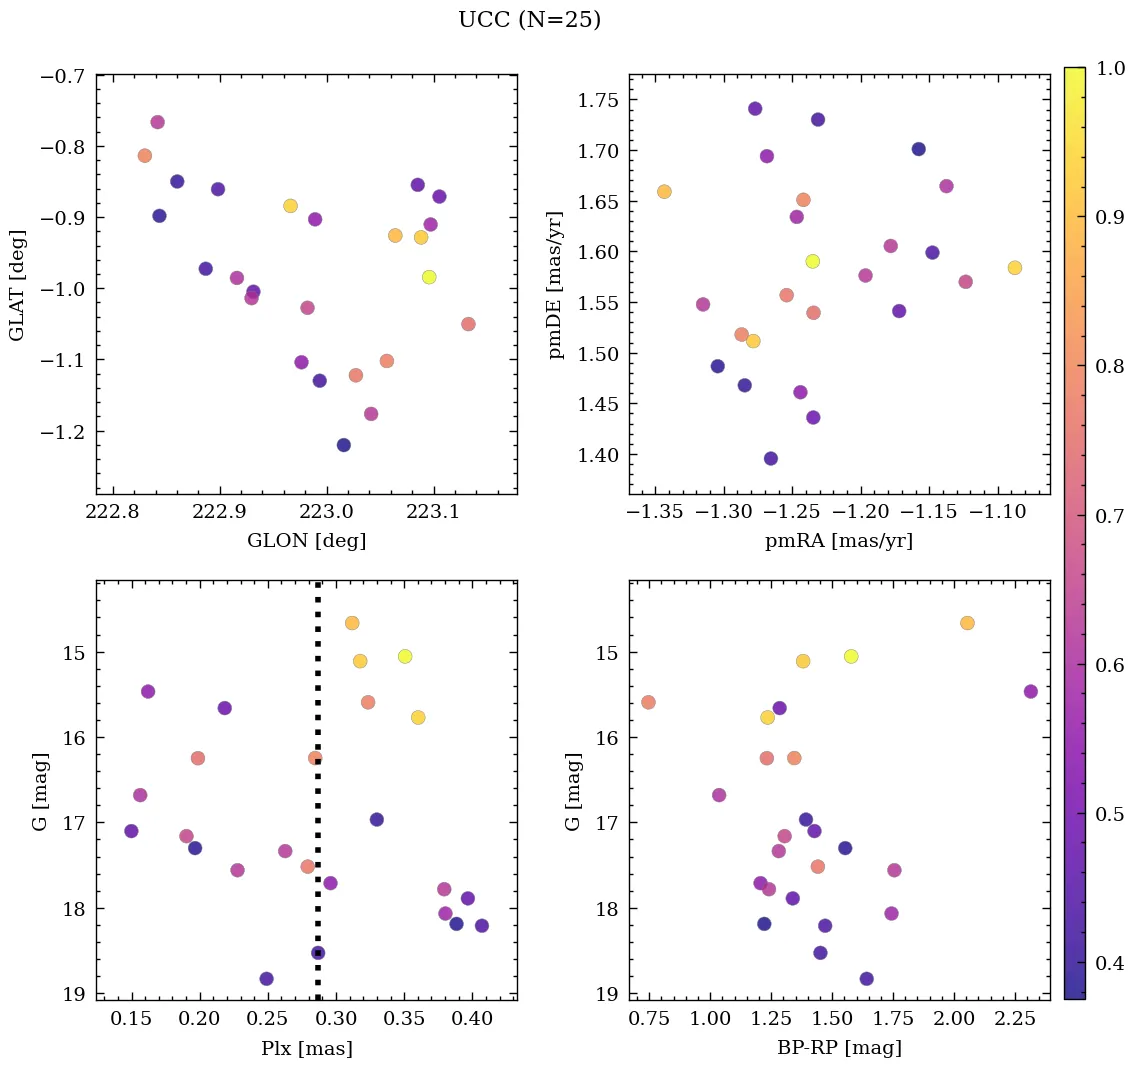 UCC (N=25)
−0.7
−0.8
−0.9
−1.0
−1.1
−1.2
GLAT [deg]
222.8 222.9 223.0 223.1
GLON [deg]
1.75
1.70
1.65
1.60
1.55
1.50
1.45
1.40
pmDE [mas/yr]
−1.35 −1.30 −1.25 −1.20 −1.15 −1.10
pmRA [mas/yr]
15
16
17
18
19
G [mag]
0.15 0.20 0.25 0.30 0.35 0.40
Plx [mas]
15
16
17
18
19
G [mag]
0.75 1.00 1.25 1.50 1.75 2.00 2.25
BP-RP [mag]
1.0
0.9
0.8
0.7
0.6
0.5
0.4